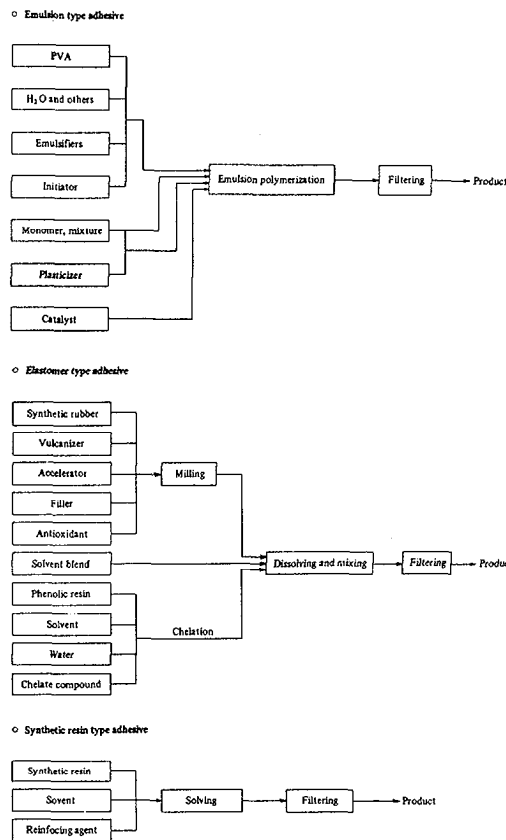 ○ Emulsion type adhesive
PVA
H₂O and others
Emulsifiers
Initiator
Monomer, mixture
Plasticizer
Catalyst
Emulsion polymerization
Filtering
Product
○ Elastomer type adhesive
Synthetic rubber
Vulcanizer
Accelerator
Filler
Antioxidant
Solvent blend
Phenolic resin
Solvent
Water
Chelate compound
Milling
Chelation
Dissolving and mixing
Filtering
Product
○ Synthetic resin type adhesive
Synthetic resin
Sovent
Reinfocing agent
Solving
Filtering
Product